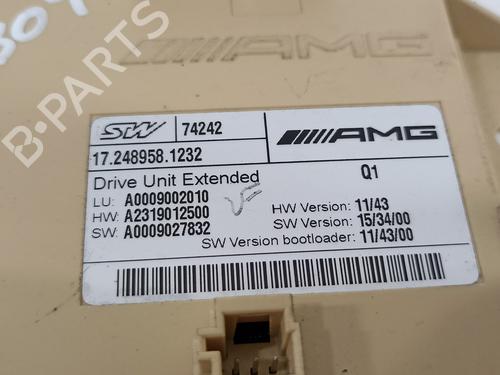 AMG
B-PARTS
SW 74242
AMG
17.248958.1232
Drive Unit Extended
Q1
LU: A0009002010
HW: A2319012500
SW: A0009027832
HW Version: 11/43
SW Version: 15/34/00
SW Version bootloader: 11/43/00